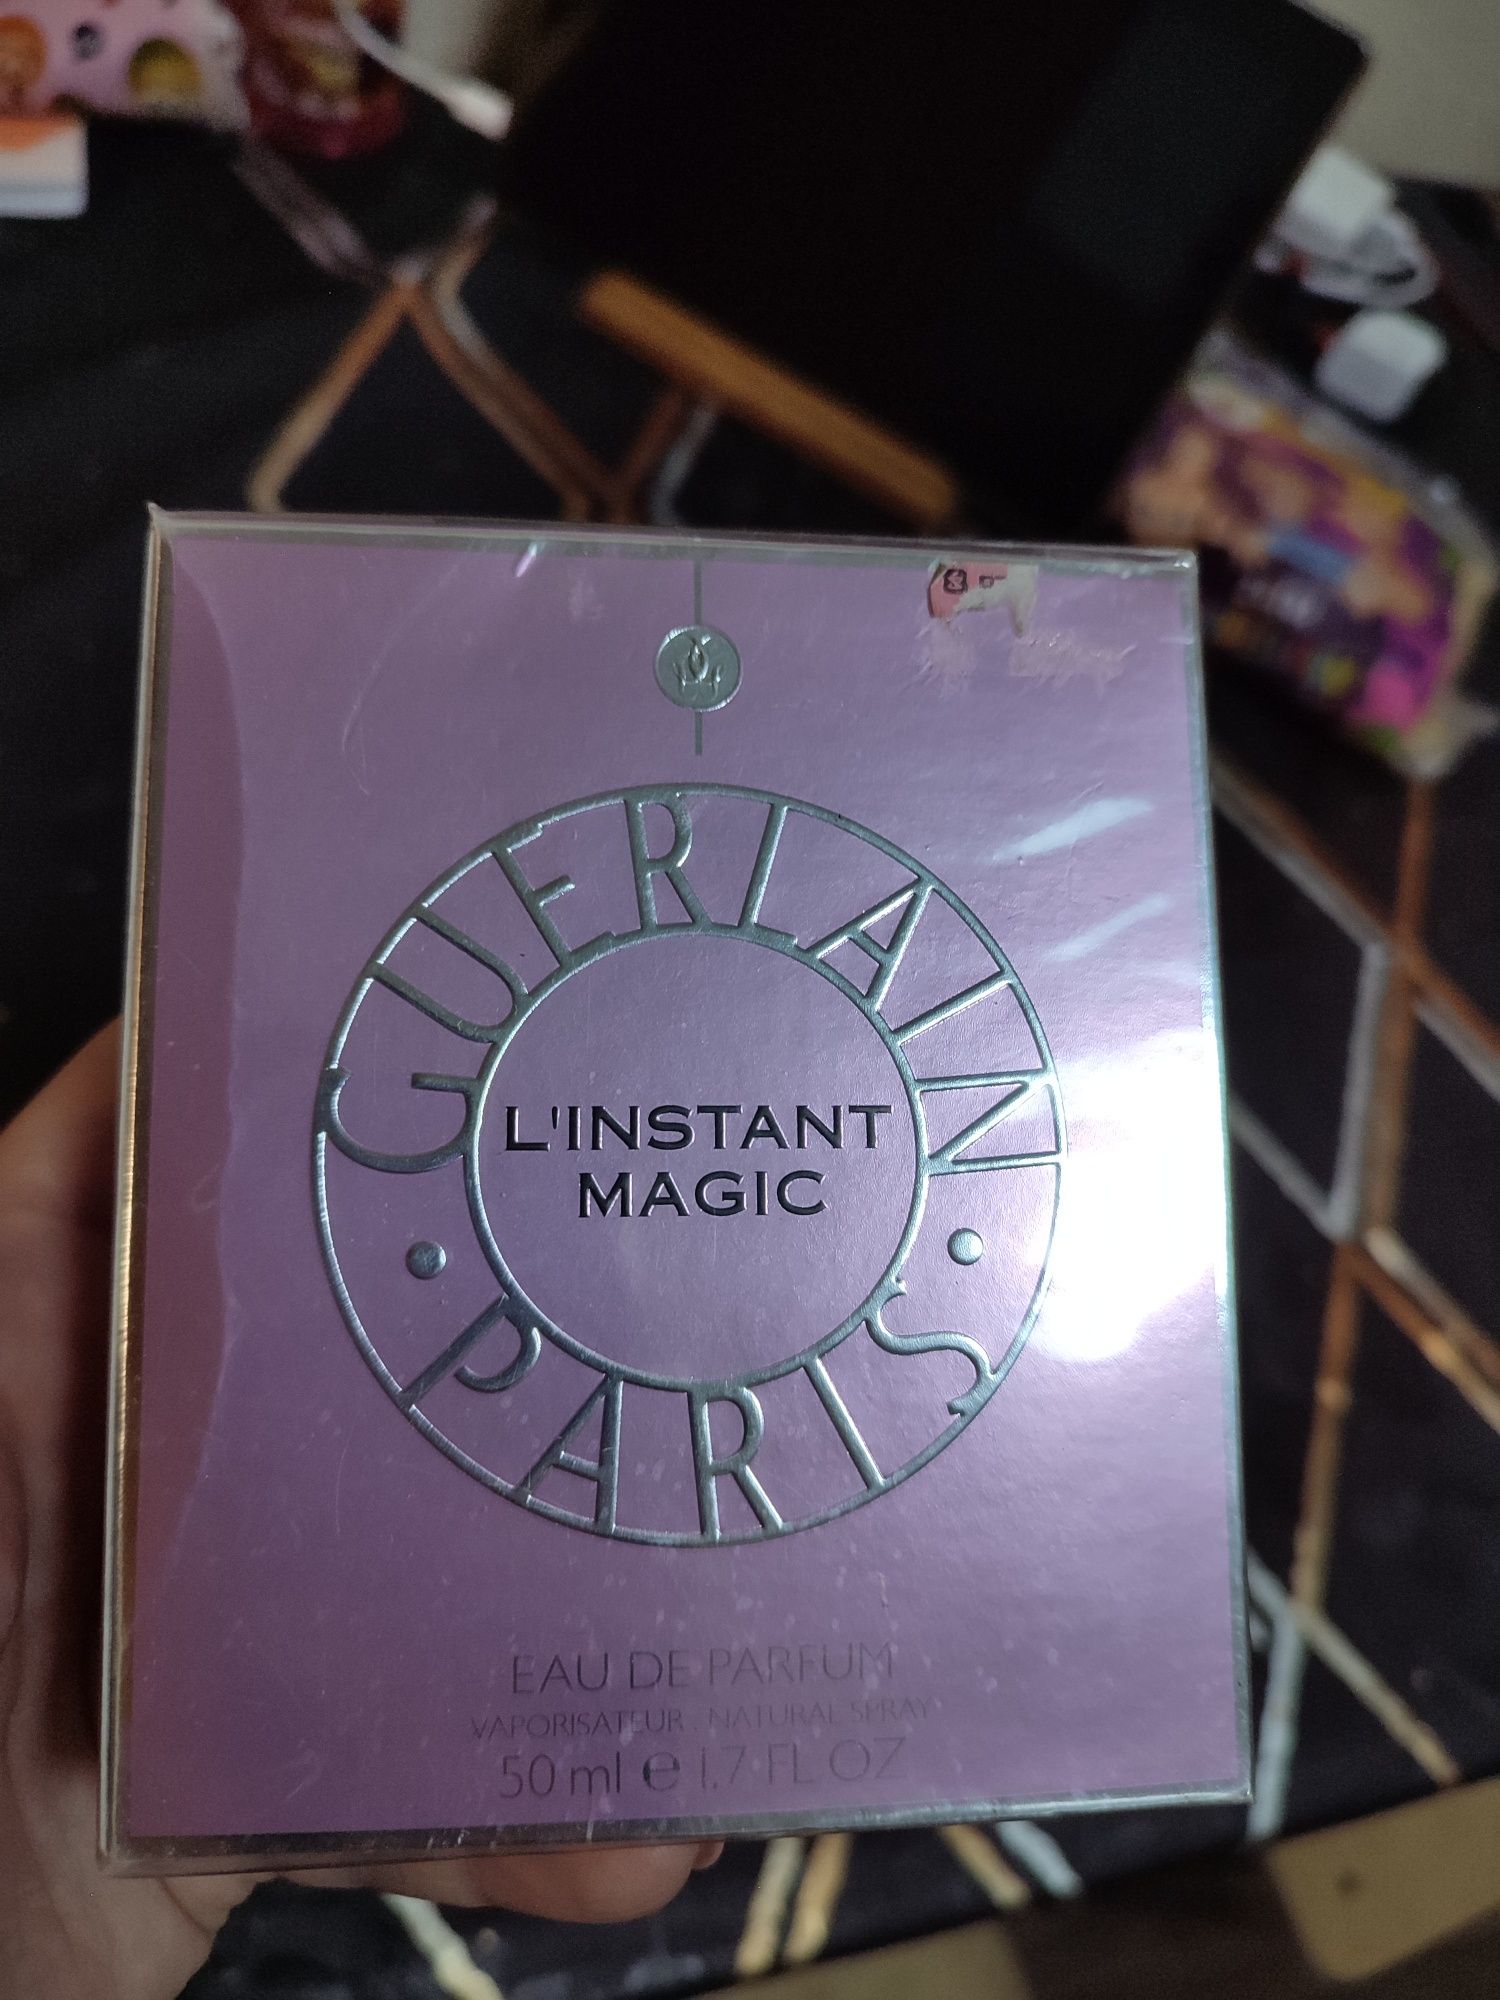 GUERLAIN
L'INSTANT
MAGIC
PARIS
EAU DE PARFUM
VAPORISATEUR . NATURAL SPRAY
50 ml e 1.7 FL OZ